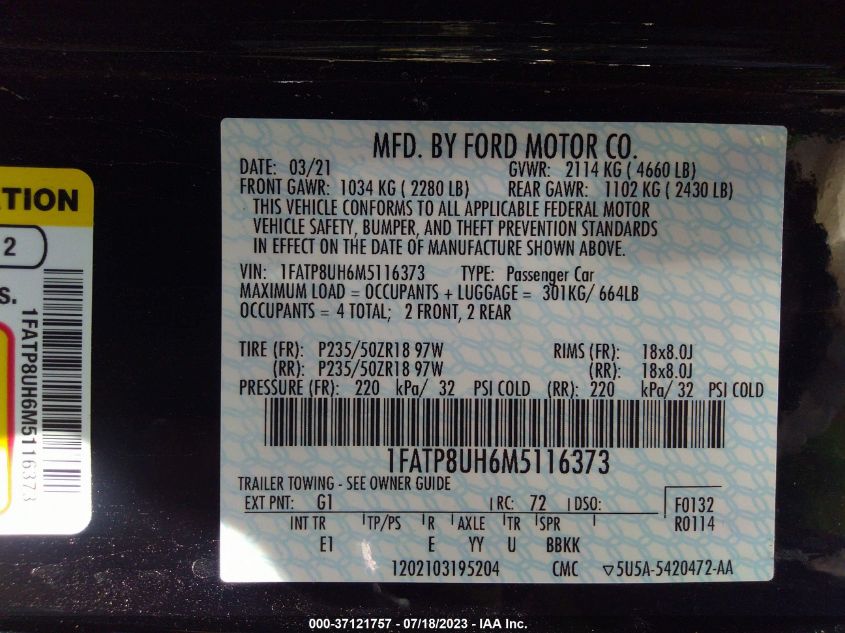 MFD. BY FORD MOTOR CO.
DATE: 03/21 GVWR: 2114 KG ( 4660 LB)
FRONT GAWR: 1034 KG ( 2280 LB) REAR GAWR: 1102 KG ( 2430 LB)
THIS VEHICLE CONFORMS TO ALL APPLICABLE FEDERAL MOTOR
VEHICLE SAFETY, BUMPER, AND THEFT PREVENTION STANDARDS
IN EFFECT ON THE DATE OF MANUFACTURE SHOWN ABOVE.
VIN: 1FATP8UH6M5116373 TYPE: Passenger Car
MAXIMUM LOAD = OCCUPANTS + LUGGAGE = 301KG/ 664LB
OCCUPANTS = 4 TOTAL; 2 FRONT, 2 REAR
TIRE (FR): P235/50ZR18 97W RIMS (FR): 18x8.0J
(RR): P235/50ZR18 97W (RR): 18x8.0J
PRESSURE (FR): 220 kPa/ 32 PSI COLD (RR): 220 kPa/ 32 PSI COLD
1FATP8UH6M5116373
TRAILER TOWING - SEE OWNER GUIDE
EXT PNT: G1 RC: 72 DSO: F0132
R0114
INT TR TP/PS R AXLE TR SPR
E1 E YY U BBKK
1202103195204 CMC ▽5U5A-5420472-AA
2
S.
1FATP8UH6M5116373
000-37121757 - 07/18/2023 - IAA Inc.